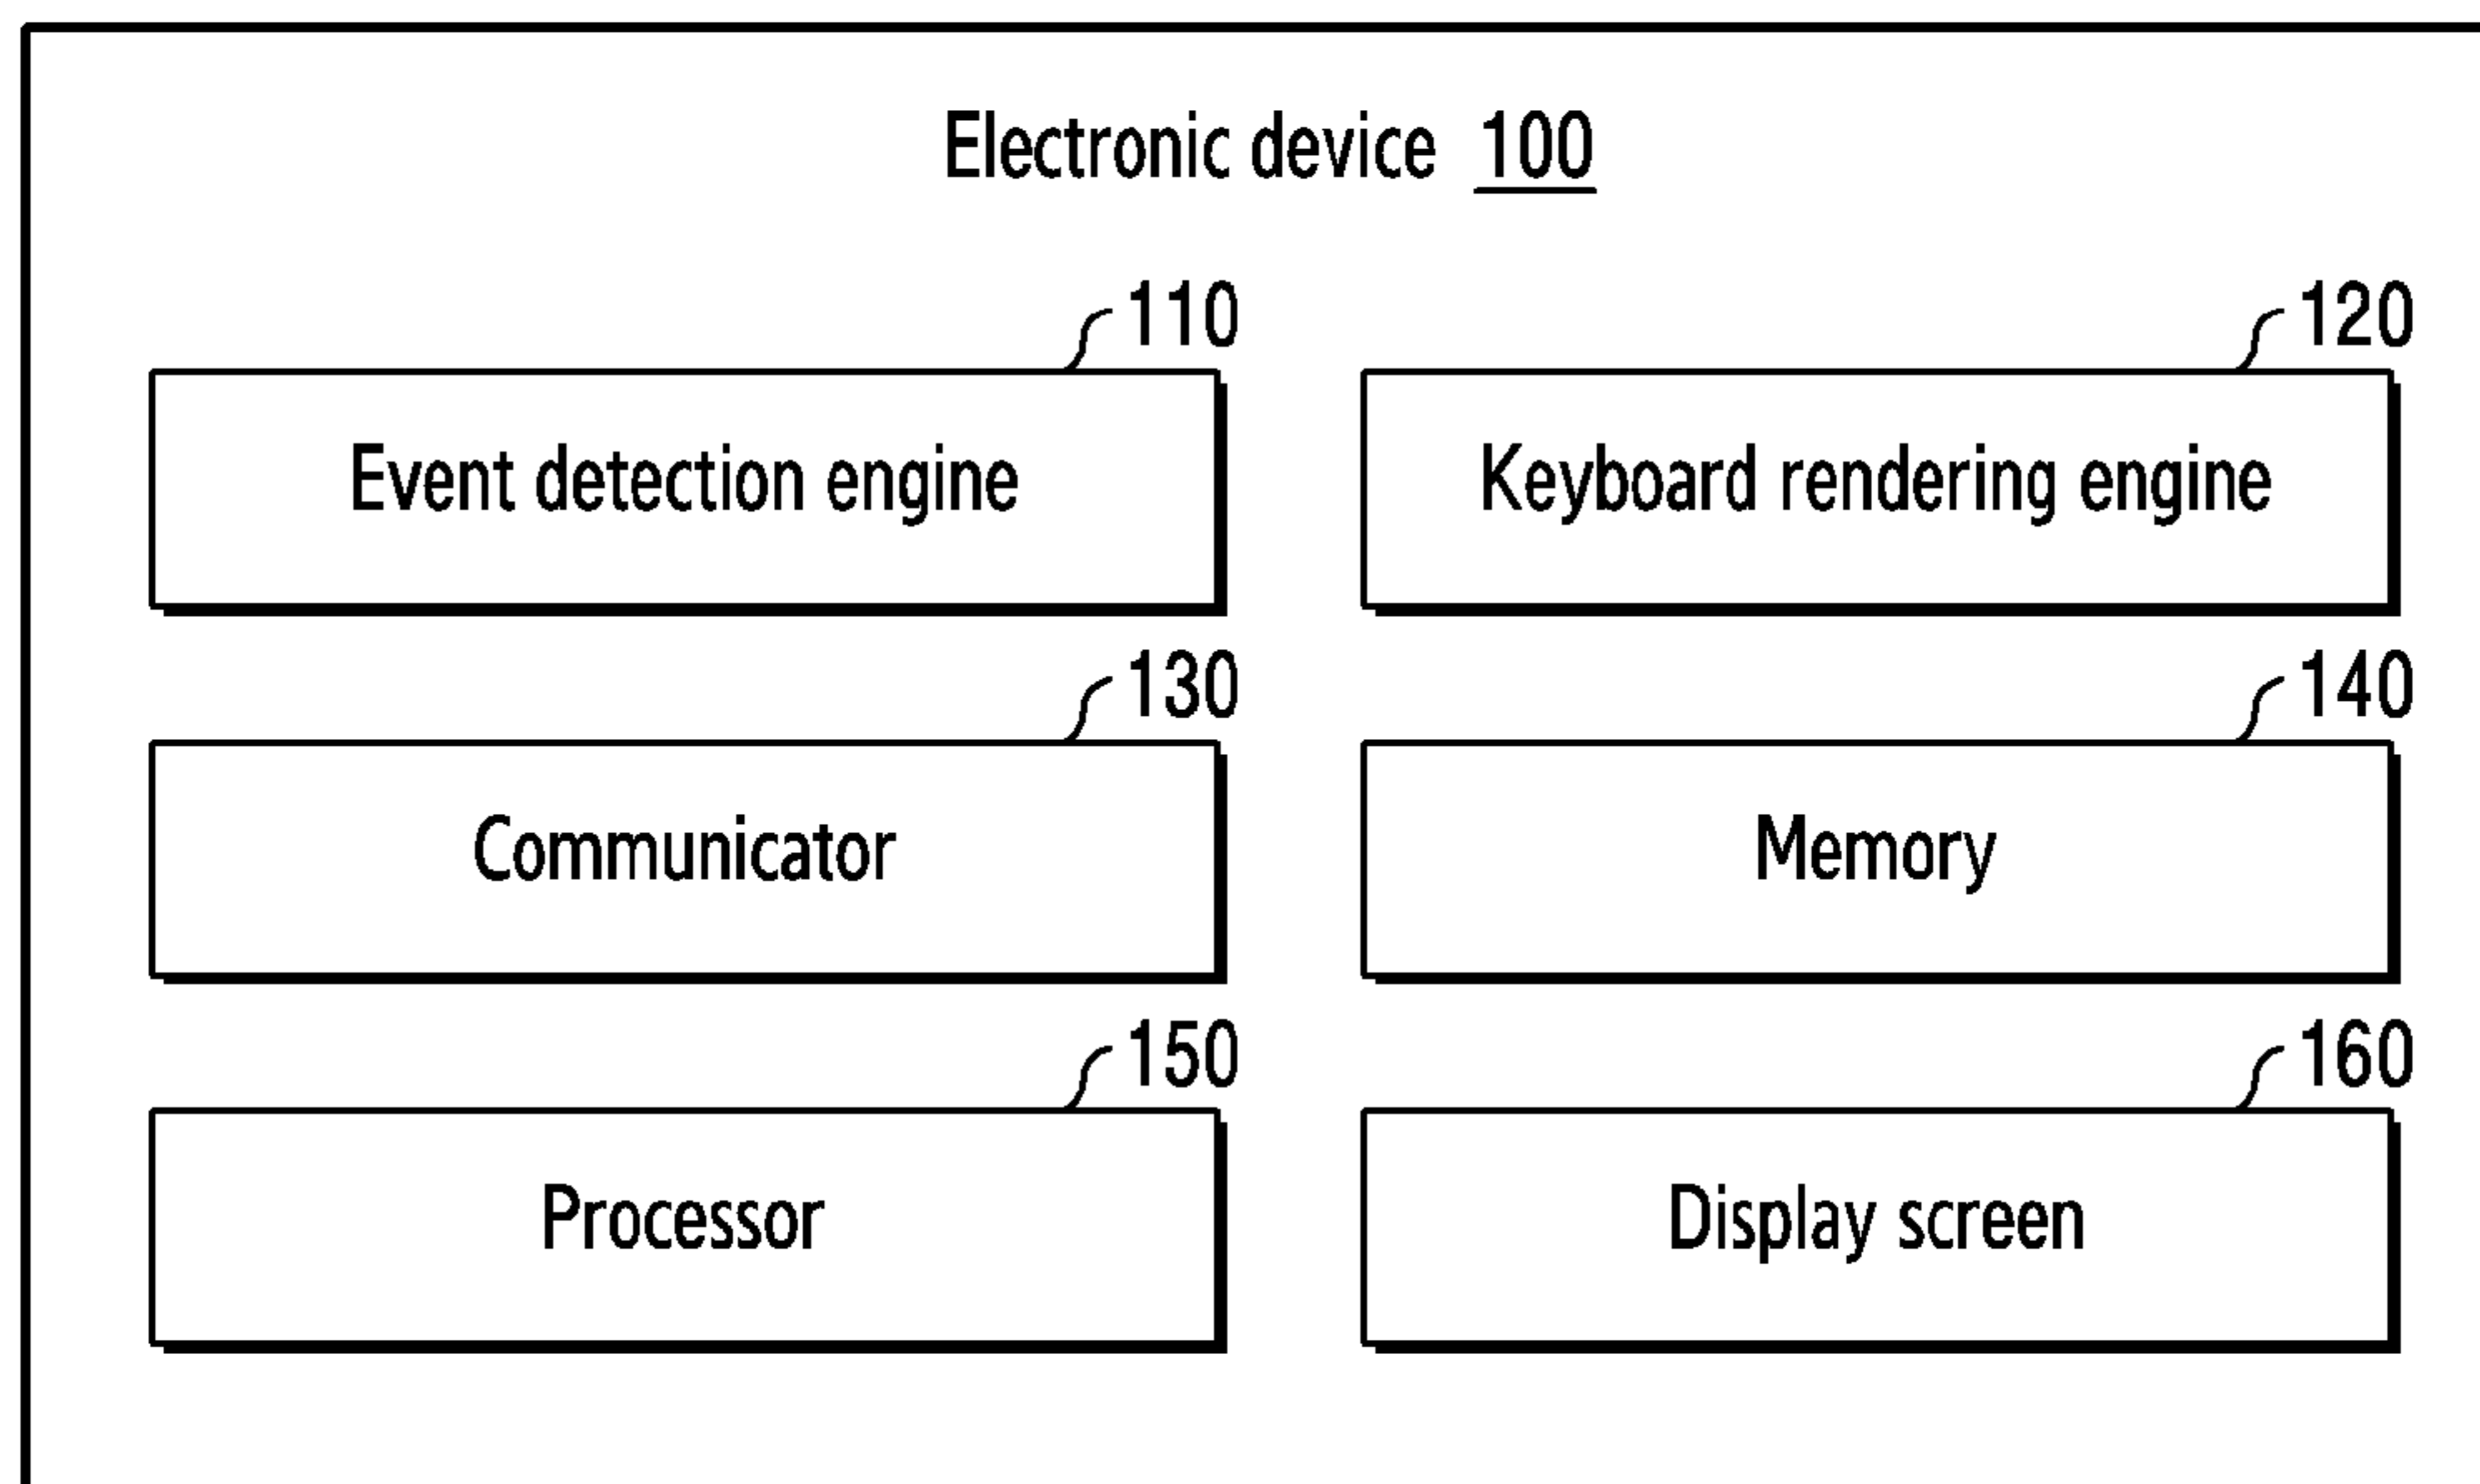 Electronic device 100
110
120
Event detection engine
Keyboard rendering engine
130
140
Communicator
Memory
150
160
Processor
Display screen